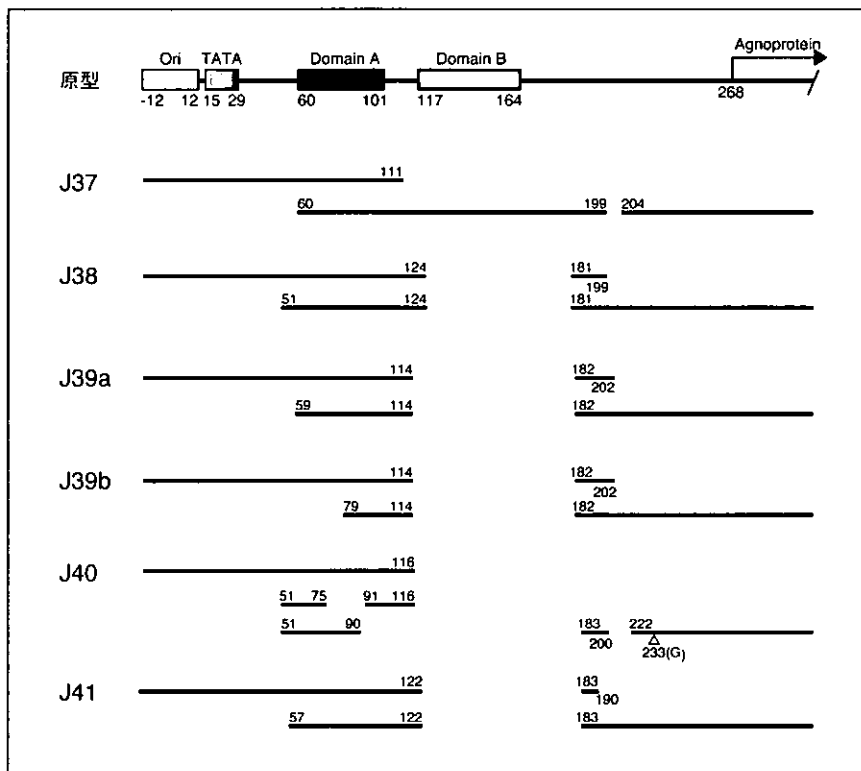 Agnoprotein
Ori TATA Domain A Domain B
原型
-12 12 15 29 60 101 117 164 268
J37
111
60 199 204
J38
124 181
199
51 124 181
J39a
114 182
202
59 114 182
J39b
114 182
202
79 114 182
J40
116
51 75 91 116
51 90 183 222
200
233(G)
J41
122 183
190
57 122 183